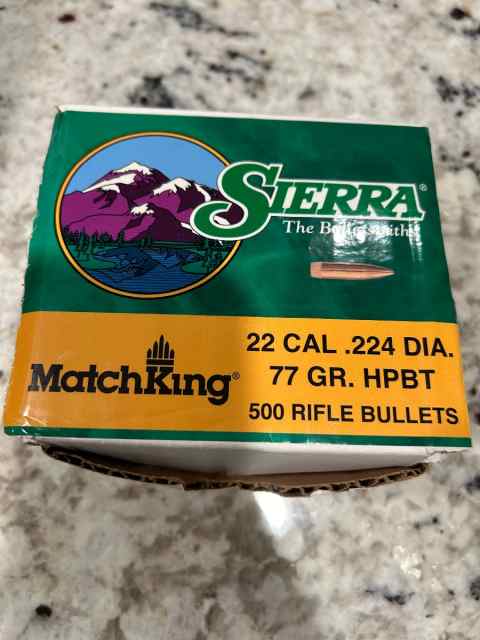 SIERRA®
The Bulletsmiths
MatchKing®
22 CAL .224 DIA.
77 GR. HPBT
500 RIFLE BULLETS